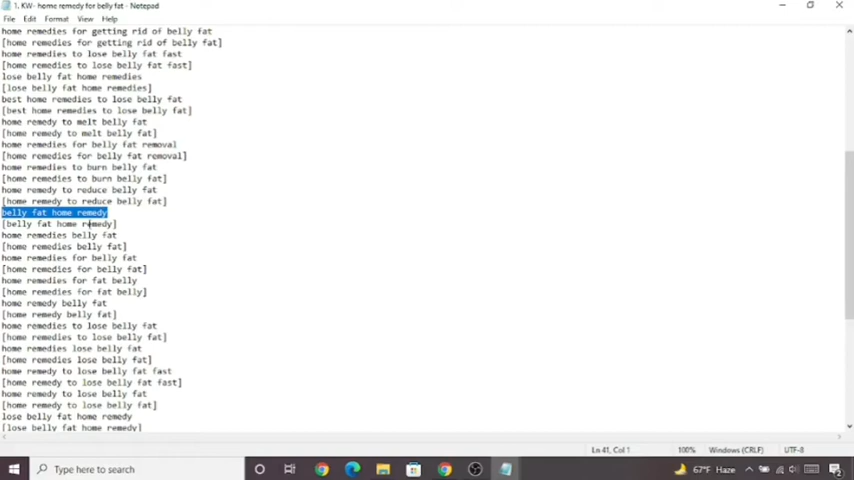 1. KW- home remedy for belly fat - Notepad
File Edit Format View Help
home remedies for getting rid of belly fat
[home remedies for getting rid of belly fat]
home remedies to lose belly fat fast
[home remedies to lose belly fat fast]
lose belly fat home remedies
[lose belly fat home remedies]
best home remedies to lose belly fat
[best home remedies to lose belly fat]
home remedy to melt belly fat
[home remedy to melt belly fat]
home remedies for belly fat removal
[home remedies for belly fat removal]
home remedies to burn belly fat
[home remedies to burn belly fat]
home remedy to reduce belly fat
[home remedy to reduce belly fat]
belly fat home remedy
[belly fat home remedy]
home remedies belly fat
[home remedies belly fat]
home remedies for belly fat
[home remedies for belly fat]
home remedies for fat belly
[home remedies for fat belly]
home remedy belly fat
[home remedy belly fat]
home remedies to lose belly fat
[home remedies to lose belly fat]
home remedies lose belly fat
[home remedies lose belly fat]
home remedy to lose belly fat fast
[home remedy to lose belly fat fast]
home remedy to lose belly fat
[home remedy to lose belly fat]
lose belly fat home remedy
[lose belly fat home remedy]
Ln 41, Col 1 100% Windows (CRLF) UTF-8
Type here to search 67°F Haze 2